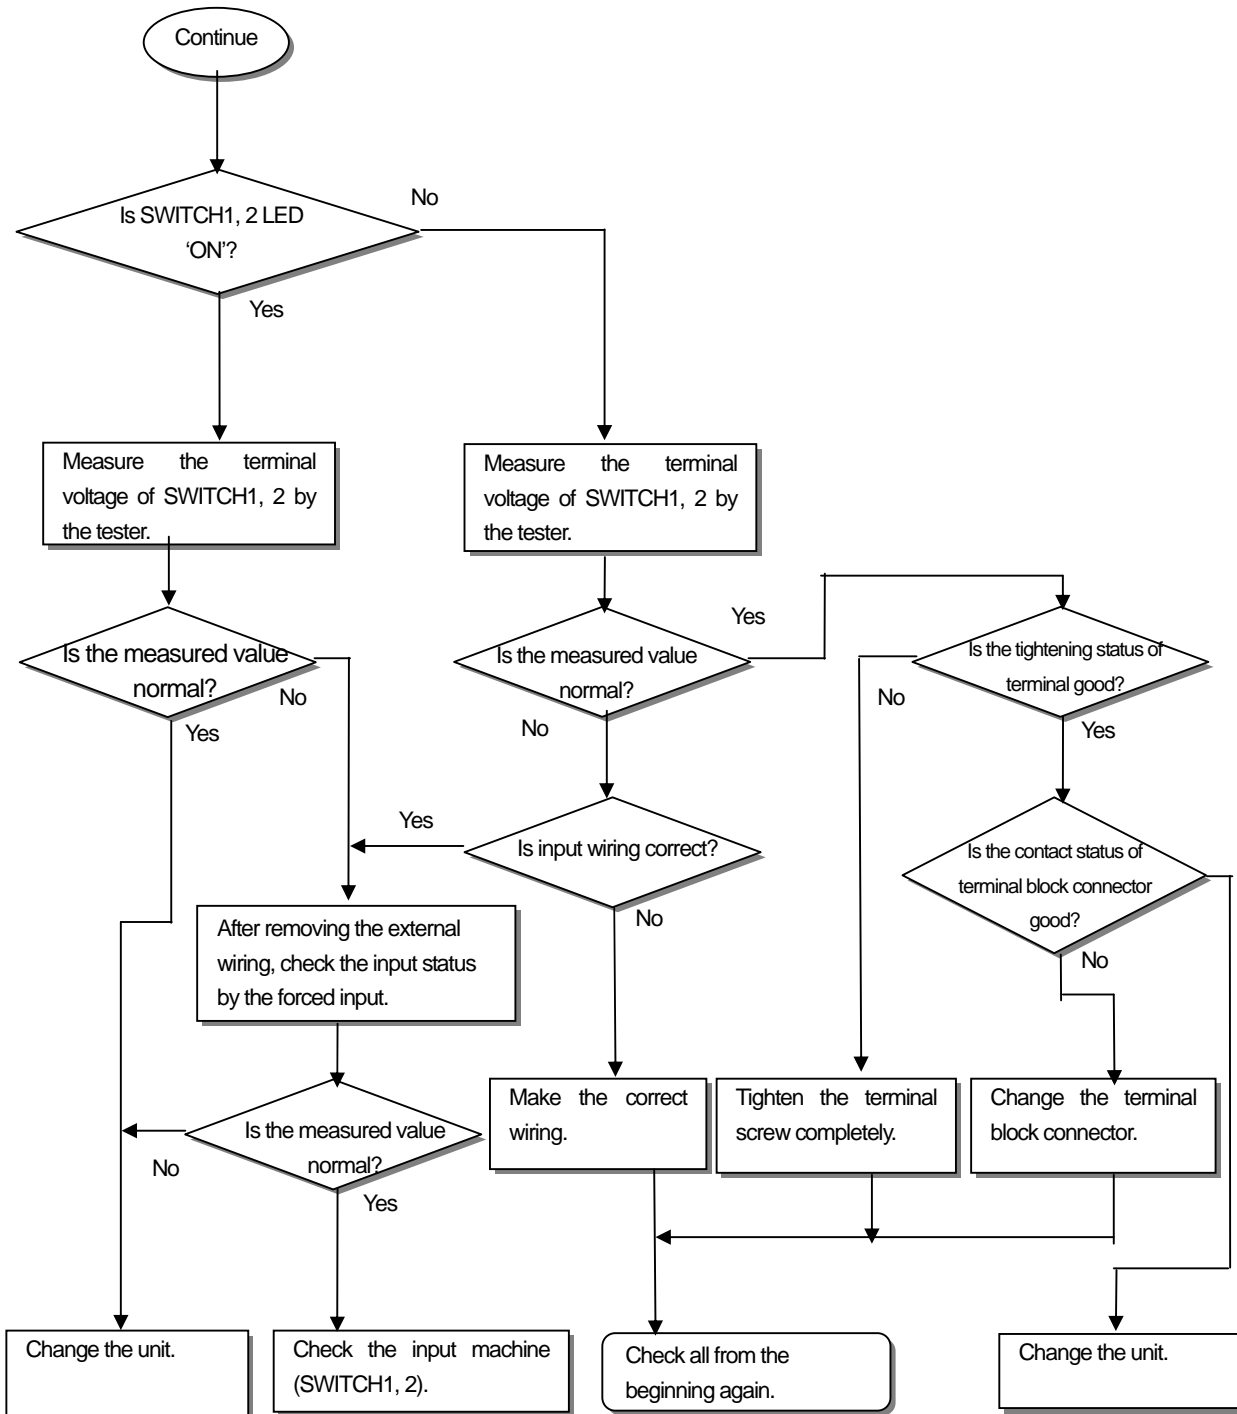 Continue
Is SWITCH1, 2 LED
‘ON’?
No
Yes
Measure the terminal
voltage of SWITCH1, 2 by
the tester.
Measure the terminal
voltage of SWITCH1, 2 by
the tester.
Is the measured value
normal?
No
Yes
Is the measured value
normal?
Yes
No
Is the tightening status of
terminal good?
No
Yes
Is input wiring correct?
Yes
No
Is the contact status of
terminal block connector
good?
No
After removing the external
wiring, check the input status
by the forced input.
Is the measured value
normal?
No
Yes
Make the correct
wiring.
Tighten the terminal
screw completely.
Change the terminal
block connector.
Change the unit.
Check the input machine
(SWITCH1, 2).
Check all from the
beginning again.
Change the unit.